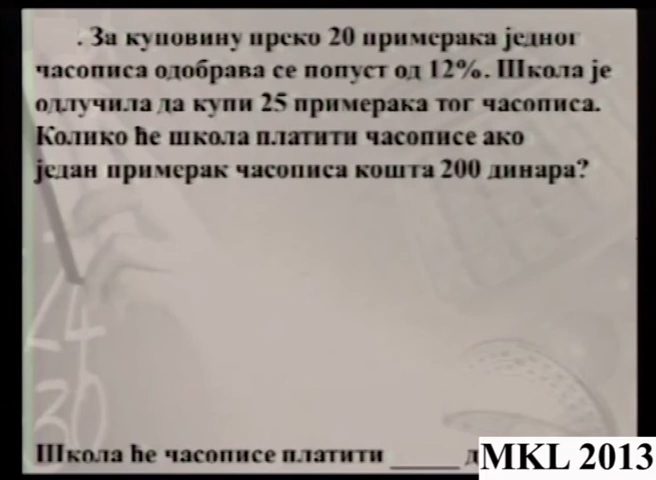 . За куповину преко 20 примерака једног
часописа одобрава се попуст од 12%. Школа је
одлучила да купи 25 примерака тог часописа.
Колико ће школа платити часописе ако
један примерак часописа кошта 200 динара?
24
30
Школа ће часописе платити _____ д
MKL 2013